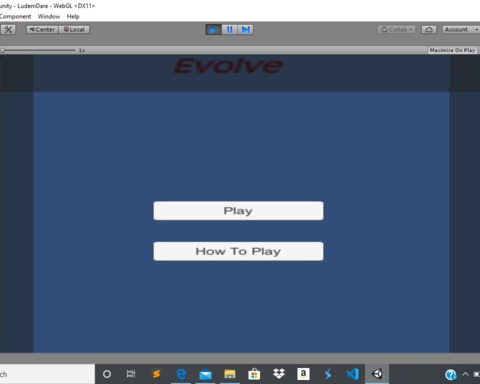 unity - LudemDare - WebGL <DX11>
Component Window Help
Center Local
Collab Account
1x
Maximize On Play
Evolve
Play
How To Play
ch
a